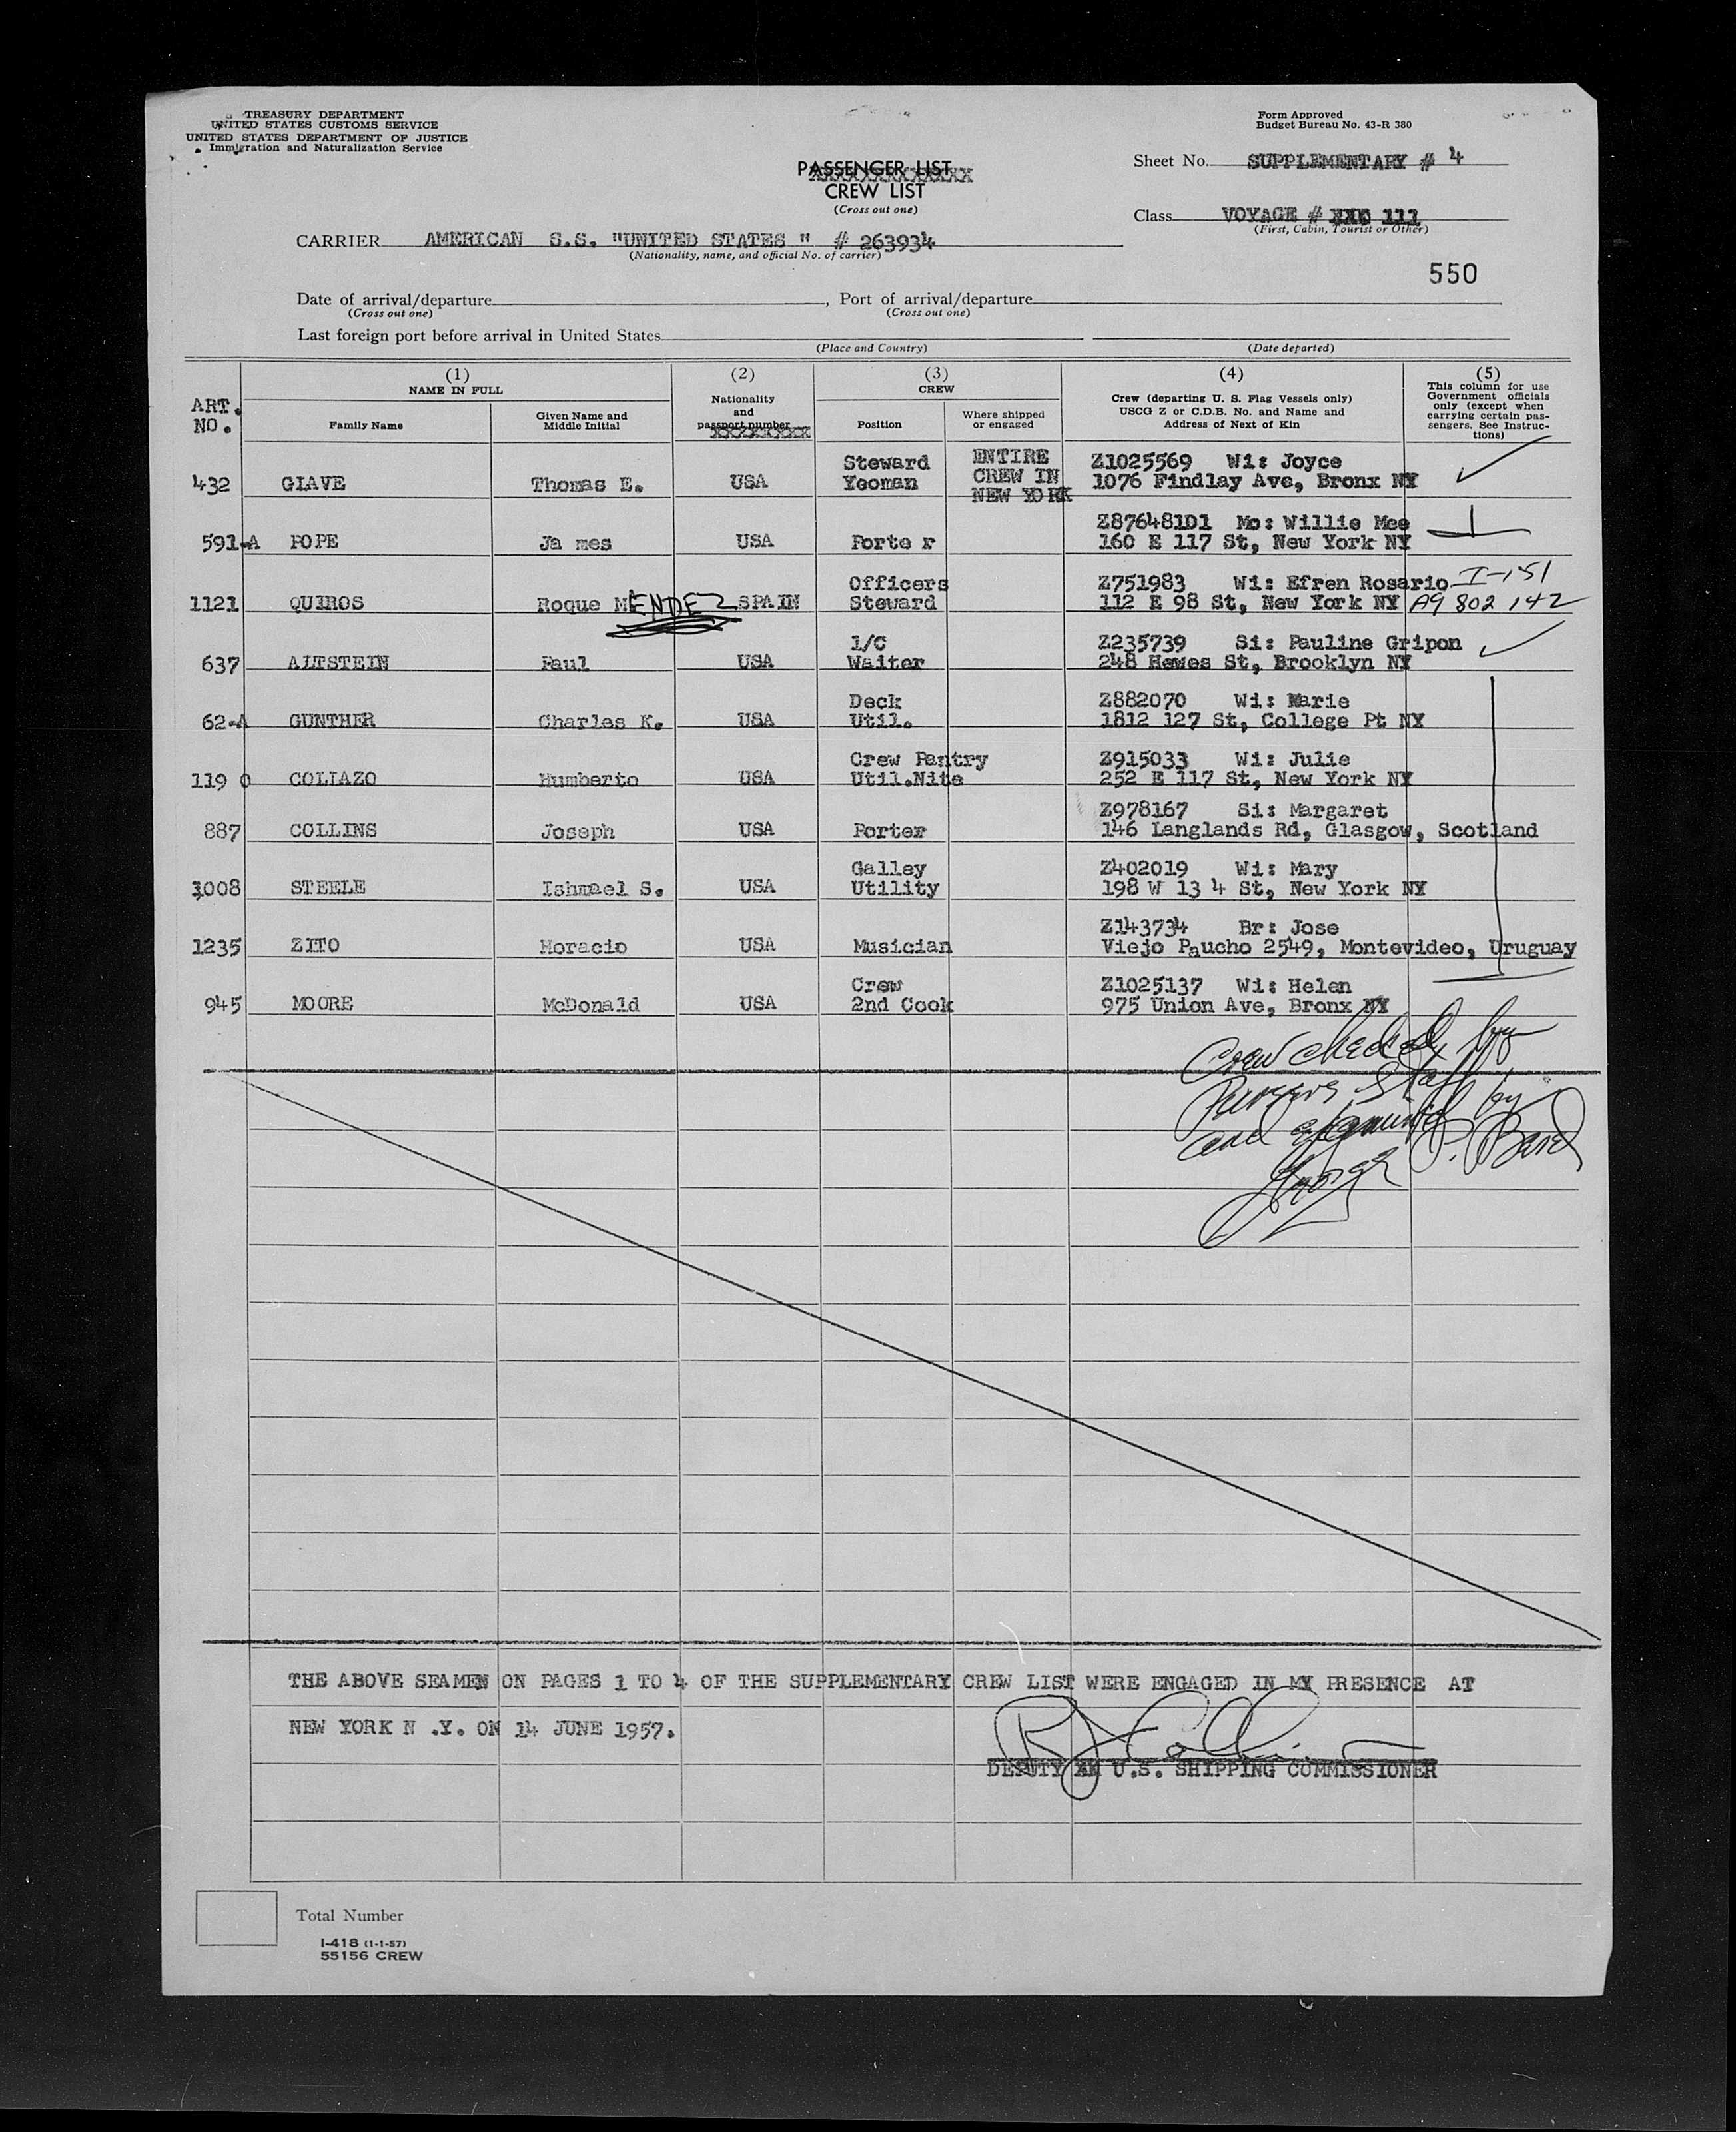 TREASURY DEPARTMENT
UNITED STATES CUSTOMS SERVICE
UNITED STATES DEPARTMENT OF JUSTICE
Immigration and Naturalization Service
Form Approved
Budget Bureau No. 43-R 380
PASSENGER LIST
CREW LIST
(Cross out one)
Sheet No. SUPPLEMENTARY # 4
Class VOYAGE # 111
(First, Cabin, Tourist or Other)
CARRIER AMERICAN S.S. "UNITED STATES " # 263934
(Nationality, name, and official No. of carrier)
550
Date of arrival/departure , Port of arrival/departure
(Cross out one) (Cross out one)
Last foreign port before arrival in United States
(Place and Country) (Date departed)
ART. NO.
(1) NAME IN FULL
Family Name
Given Name and Middle Initial
(2) Nationality and passport number
(3) CREW
Position
Where shipped or engaged
(4) Crew (departing U. S. Flag Vessels only) USCG Z or C.D.B. No. and Name and Address of Next of Kin
(5) This column for use Government officials only (except when carrying certain passengers. See Instructions)
Steward ENTIRE Z1025569 Wi: Joyce
432 GIAVE Thomas E. USA Yeoman CREW IN 1076 Findlay Ave, Bronx NY
NEW YORK
Z876481D1 Mo: Willie Mee
591-A POPE Ja mes USA Porte r 160 E 117 St, New York NY
Officers Z751983 Wi: Efren Rosario I-151
1121 QUIROS Roque MENDEZ SPAIN Steward 112 E 98 St, New York NY A9 802 142
1/C Z235739 Si: Pauline Gripon
637 ALTSTEIN Paul USA Waiter 248 Hewes St, Brooklyn NY
Deck Z882070 Wi: Marie
62-A GUNTHER Charles K. USA Util. 1812 127 St, College Pt NY
Crew Pantry Z915033 Wi: Julie
119 0 COLIAZO Humberto USA Util.Nite 252 E 117 St, New York NY
Z978167 Si: Margaret
887 COLLINS Joseph USA Porter 146 Langlands Rd, Glasgow, Scotland
Galley Z402019 Wi: Mary
1008 STEELE Ishmael S. USA Utility 198 W 13 4 St, New York NY
Z143734 Br: Jose
1235 ZITO Horacio USA Musician Viejo Paucho 2549, Montevideo, Uruguay
Crew Z1025137 Wi: Helen
945 MOORE McDonald USA 2nd Cook 975 Union Ave, Bronx NY
Crew checked by
Pursers Staff
and examined by
George P. Bard
THE ABOVE SEAMEN ON PAGES 1 TO 4 OF THE SUPPLEMENTARY CREW LIST WERE ENGAGED IN MY PRESENCE AT
NEW YORK N .Y. ON 14 JUNE 1957.
DEPUTY U.S. SHIPPING COMMISSIONER
Total Number
I-418 (1-1-57)
55156 CREW